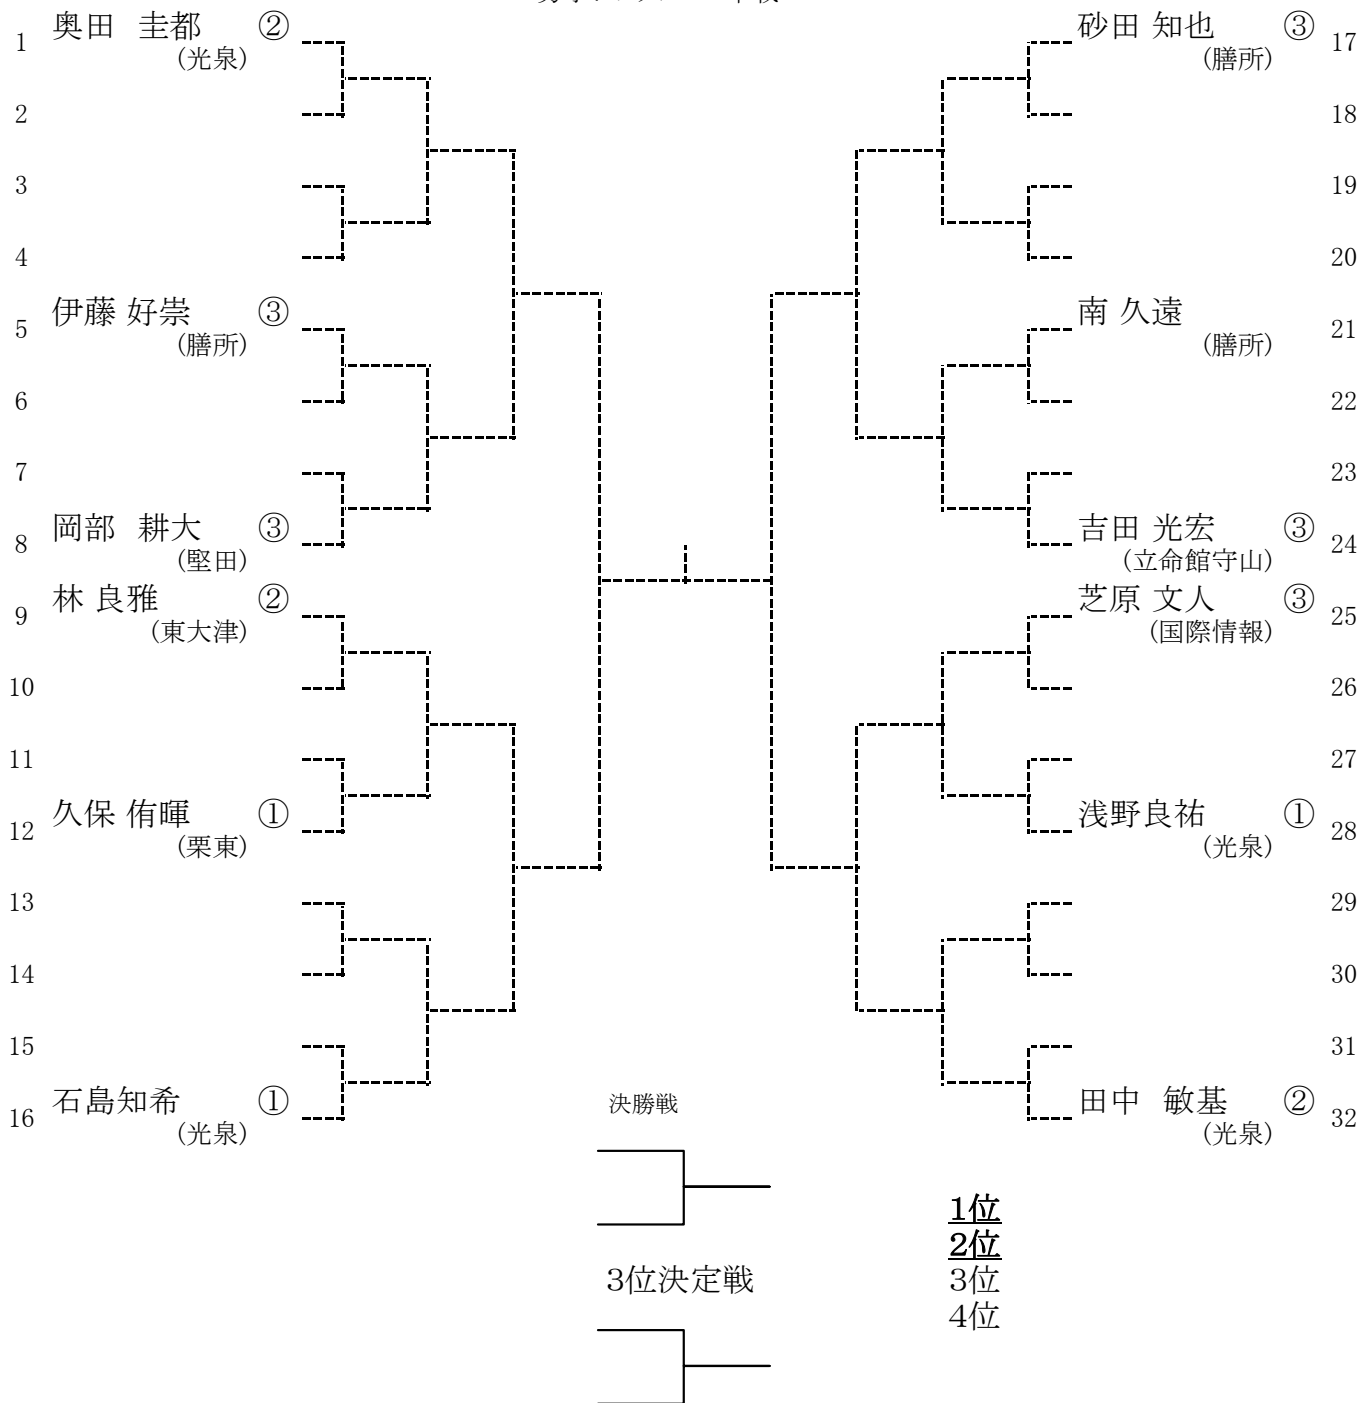 1 奥田 圭都 ②
(光泉)
2
3
4
5 伊藤 好崇 ③
(膳所)
6
7
8 岡部 耕大 ③
(堅田)
9 林 良雅 ②
(東大津)
10
11
12 久保 侑暉 ①
(栗東)
13
14
15
16 石島知希 ①
(光泉)
砂田 知也 ③ 17
(膳所)
18
19
20
南 久遠 21
(膳所)
22
23
吉田 光宏 ③ 24
(立命館守山)
芝原 文人 ③ 25
(国際情報)
26
27
浅野良祐 ① 28
(光泉)
29
30
31
田中 敏基 ② 32
(光泉)
決勝戦
3位決定戦
1位
2位
3位
4位